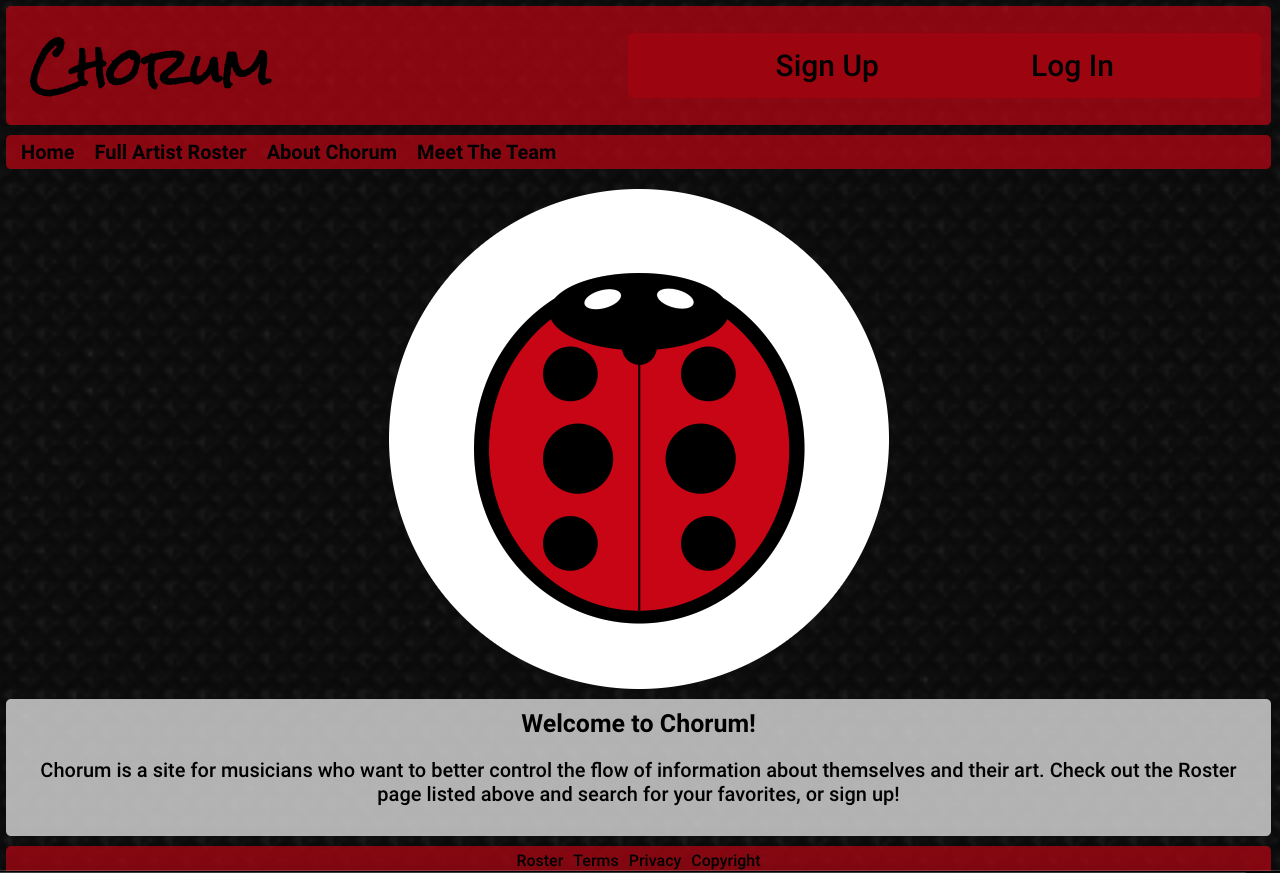 Chorum
Sign Up Log In
Home Full Artist Roster About Chorum Meet The Team
Welcome to Chorum!
Chorum is a site for musicians who want to better control the flow of information about themselves and their art. Check out the Roster
page listed above and search for your favorites, or sign up!
Roster Terms Privacy Copyright